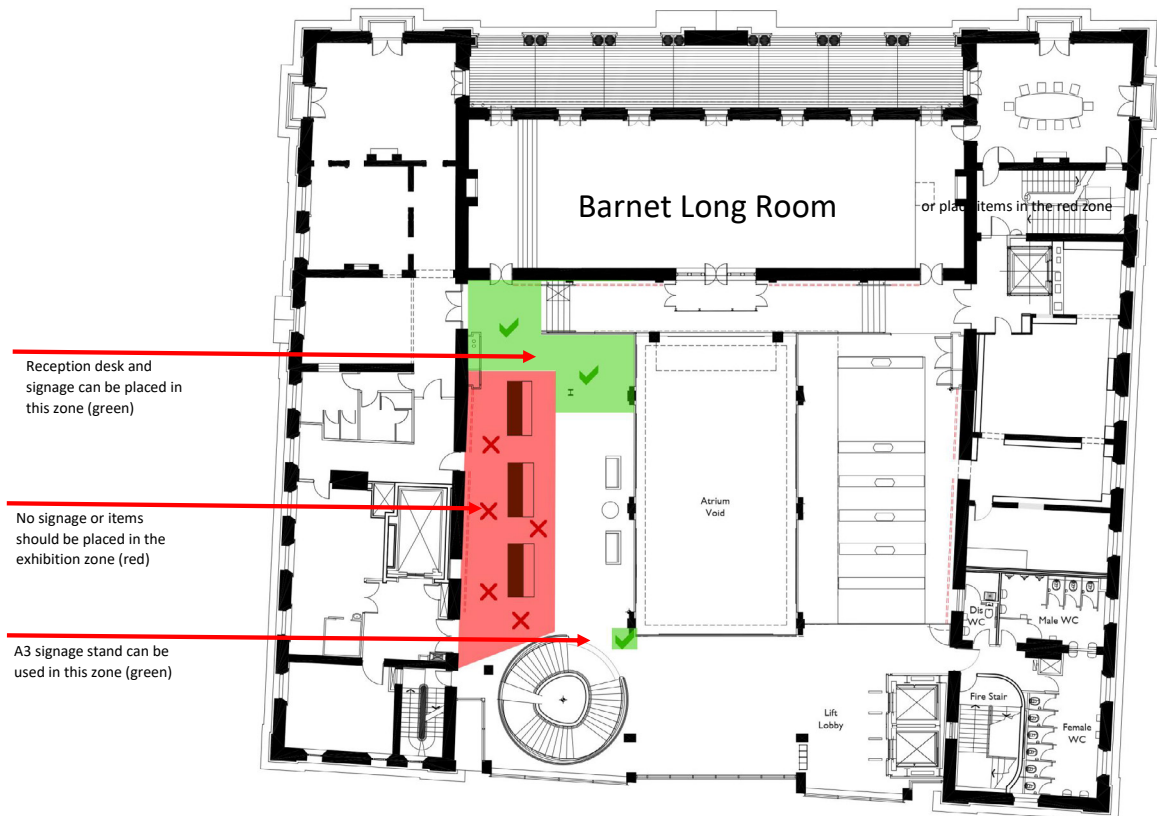 Barnet Long Room
or place items in the red zone
Reception desk and
signage can be placed in
this zone (green)
No signage or items
should be placed in the
exhibition zone (red)
A3 signage stand can be
used in this zone (green)
Atrium
Void
Dis
WC
Male WC
Fire Stair
Female
WC
Lift
Lobby